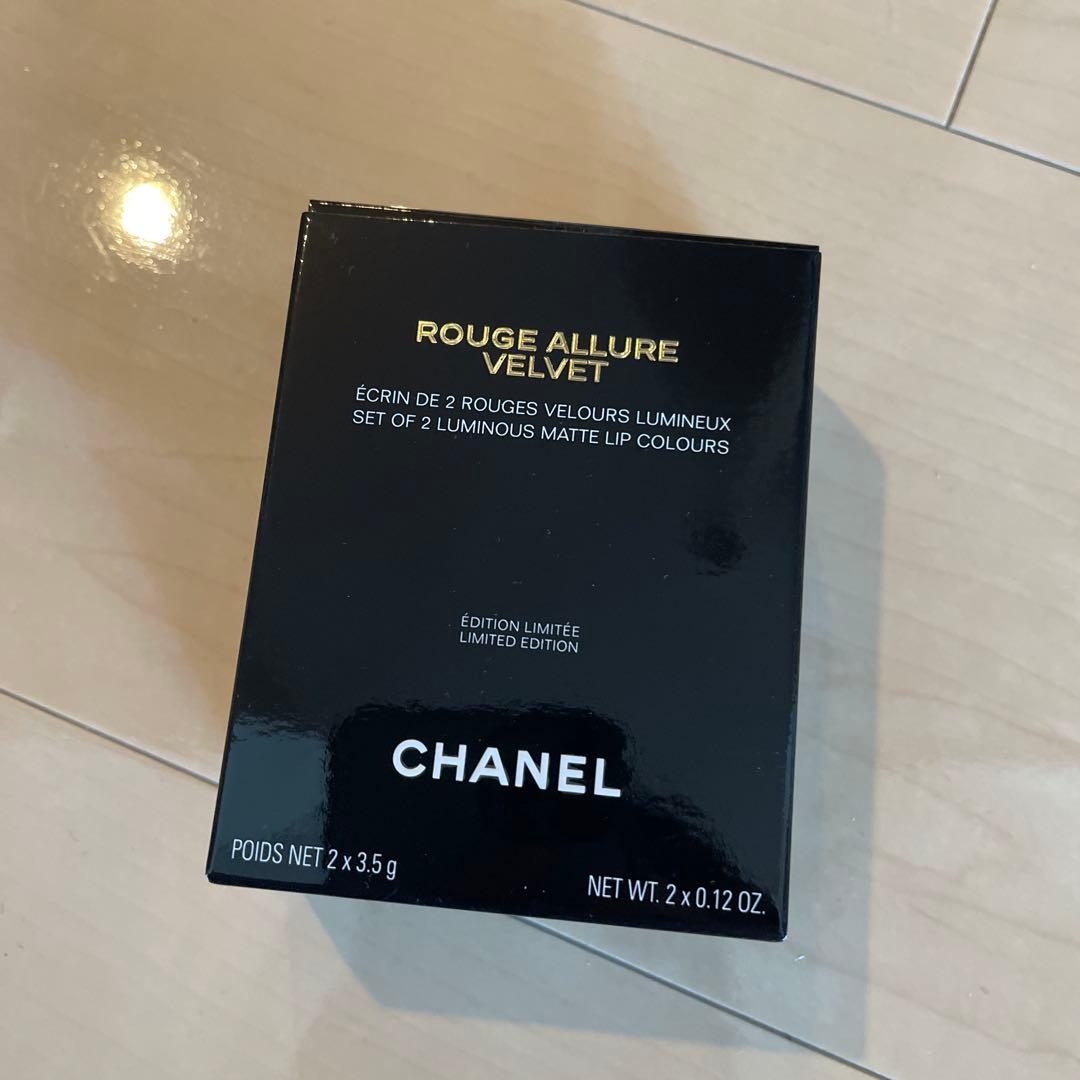 ROUGE ALLURE
VELVET
ÉCRIN DE 2 ROUGES VELOURS LUMINEUX
SET OF 2 LUMINOUS MATTE LIP COLOURS
ÉDITION LIMITÉE
LIMITED EDITION
CHANEL
POIDS NET 2 x 3.5 g
NET WT. 2 x 0.12 OZ.